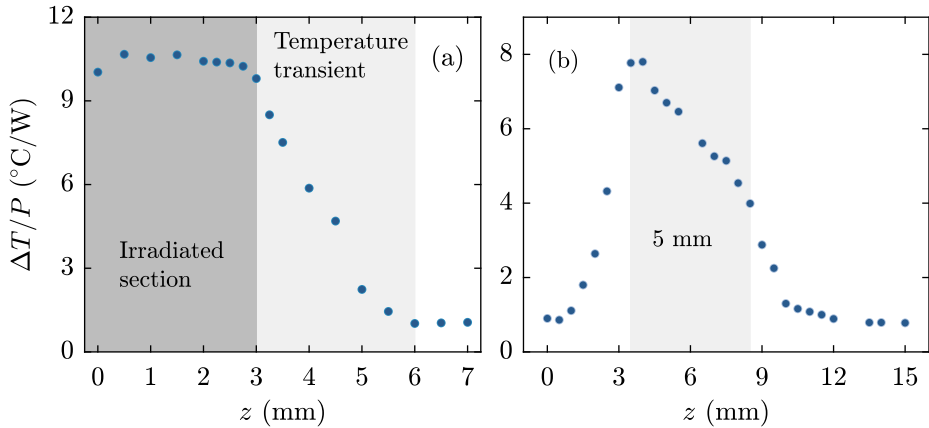 12
9
6
3
0
ΔT/P (°C/W)
Temperature
transient
(a)
Irradiated
section
0 1 2 3 4 5 6 7
z (mm)
8
6
4
2
0
(b)
5 mm
0 3 6 9 12 15
z (mm)